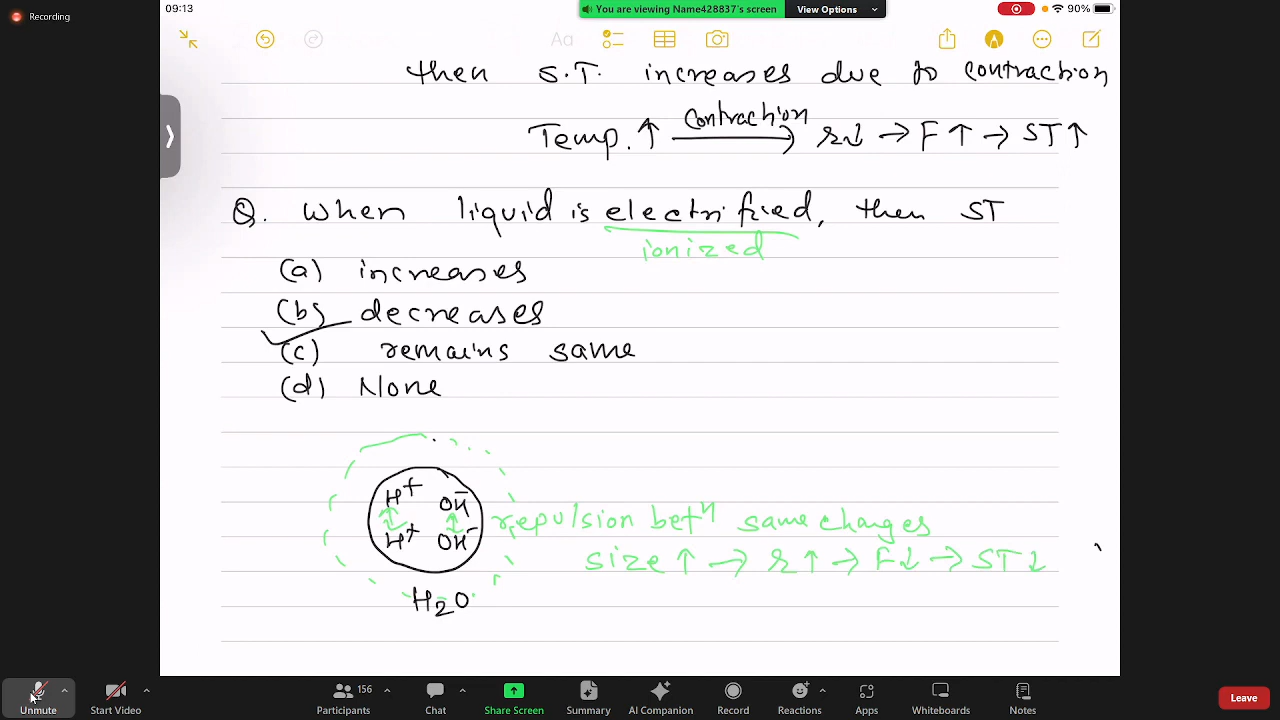 09:13
You are viewing Name428837's screen
View Options
90%
Recording
Aa
then S.T. increases due to contraction
Temp. ↑ contraction → r↓ → F↑ → ST↑
Q. When liquid is electrified, then ST
ionized
(a) increases
(b) decreases
(c) remains same
(d) None
H+ OH-
H+ OH-
repulsion betn same charges
size ↑ → r↑ → F↓ → ST↓
H2O
Unmute
Start Video
156
Participants
Chat
Share Screen
Summary
AI Companion
Record
Reactions
Apps
Whiteboards
Notes
Leave